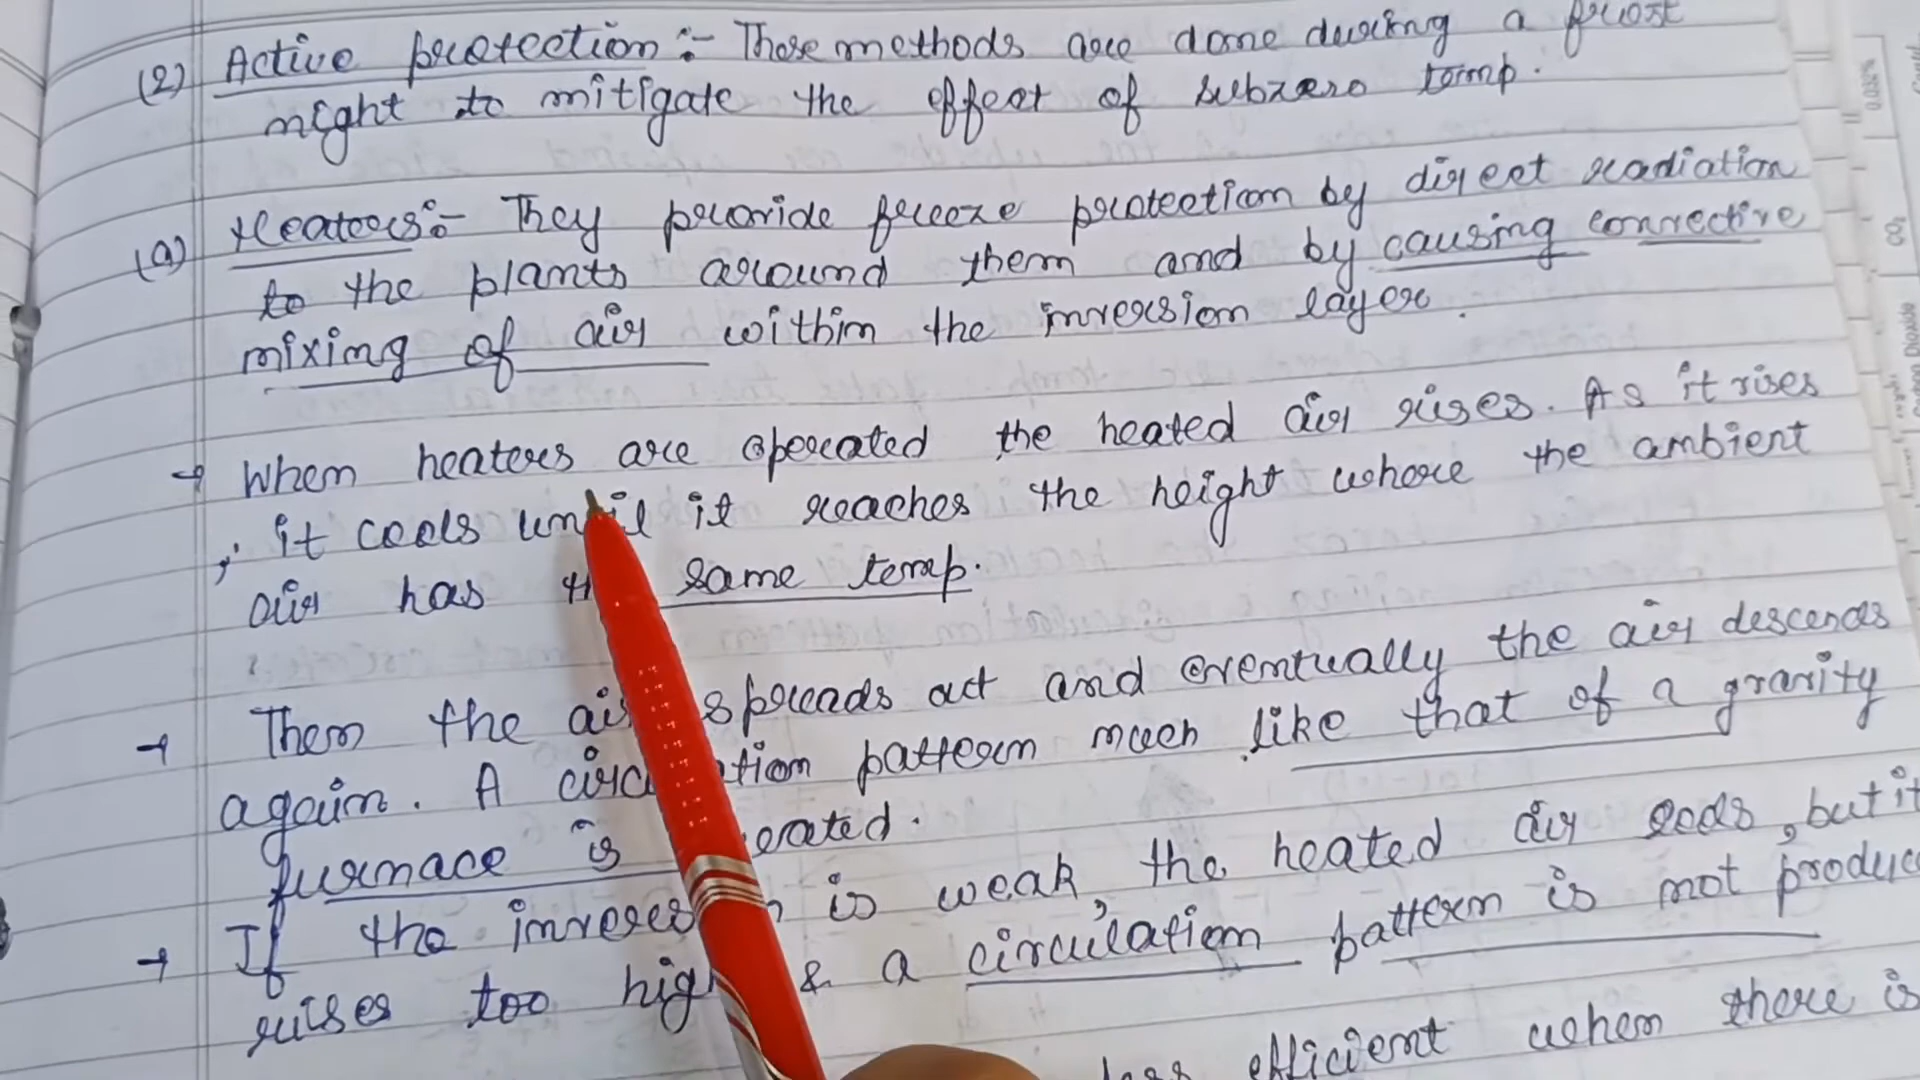 (2) Active protection :- These methods are done during a frost
night to mitigate the effect of subzero temp.
(a) Heaters :- They provide freeze protection by direct radiation
to the plants around them and by causing convective
mixing of air within the inversion layer.
→ When heaters are operated the heated air rises. As it rises
, it cools until it reaches the height where the ambient
air has the same temp.
→ Then the air spreads out and eventually the air descends
again. A circulation pattern much like that of a gravity
furnace is
→ If the inversion is weak, the heated air cools, but it
rises too high & a circulation pattern is not produce
less efficient when there is